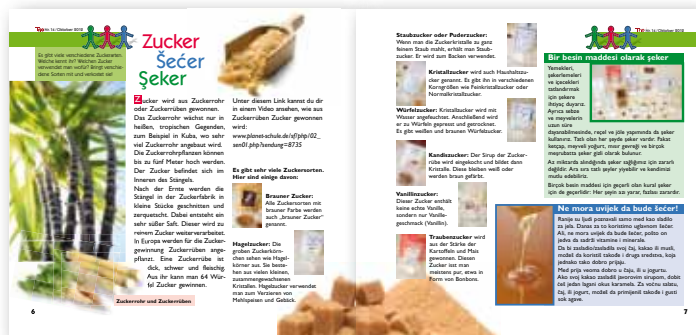 Trio Nr. 16 / Oktober 2010
Es gibt viele verschiedene Zuckerarten.
Welche kennt ihr? Welchen Zucker
verwendet man wofür? Bringt verschie-
dene Sorten mit und verkostet sie!
Zucker
Šećer
Şeker
Zucker wird aus Zuckerrohr
oder Zuckerrüben gewonnen.
Das Zuckerrohr wächst nur in
heißen, tropischen Gegenden,
zum Beispiel in Kuba, wo sehr
viel Zucker angebaut wird.
Die Zuckerrohrpflanzen können
bis zu fünf Meter hoch werden.
Der Zucker befindet sich im
Inneren des Stängels.
Nach der Ernte werden die
Stängel in der Zuckerfabrik in
kleine Stücke geschnitten und
zerquetscht. Dabei entsteht ein
sehr süßer Saft. Dieser wird zu
reinem Zucker weiterverarbeitet.
In Europa werden für die Zucker-
gewinnung Zuckerrüben ange-
pflanzt. Eine Zuckerrübe ist
dick, schwer und fleischig.
Aus ihr kann man 64 Wür-
fel Zucker gewinnen.
Zuckerrohr und Zuckerrüben
6
Unter diesem Link kannst du dir
in einem Video ansehen, wie aus
Zuckerrüben Zucker gewonnen
wird:
www.planet-schule.de/sf/php/02_
sen01.php?sendung=8735
Es gibt sehr viele Zuckersorten.
Hier sind einige davon:
Brauner Zucker:
Alle Zuckersorten mit
brauner Farbe werden
auch „brauner Zucker"
genannt.
Hagelzucker: Die
groben Zuckerkörn-
chen sehen wie Hagel-
körner aus. Sie beste-
hen aus vielen kleinen,
zusammengewachsenen
Kristallen. Hagelzucker verwendet
man zum Verzieren von
Mehlspeisen und Gebäck.
Staubzucker oder Puderzucker:
Wenn man die Zuckerkristalle zu ganz
feinem Staub mahlt, erhält man Staub-
zucker. Er wird zum Backen verwendet.
Kristallzucker wird auch Haushaltszu-
cker genannt. Es gibt ihn in verschiedenen
Korngrößen wie Feinkristallzucker oder
Normalkristallzucker.
Würfelzucker: Kristallzucker wird mit
Wasser angefeuchtet. Anschließend wird
er zu Würfeln gepresst und getrocknet.
Es gibt weißen und braunen Würfelzucker.
Kandiszucker: Der Sirup der Zucker-
rübe wird eingekocht und bildet dann
Kristalle. Diese bleiben weiß oder
werden braun gefärbt.
Vanillinzucker:
Dieser Zucker enthält
keine echte Vanille,
sondern nur Vanille-
geschmack (Vanillin).
Traubenzucker wird
aus der Stärke der
Kartoffeln und Mais
gewonnen. Diesen
Zucker isst man
meistens pur, etwa in
Form von Bonbons.
Trio Nr. 16 / Oktober 2010
Bir besin maddesi olarak şeker
Yemekleri,
şekerlemeleri
ve içecekleri
tatlandırmak
için şekere
ihtiyaç duyarız.
Ayrıca sebze
ve meyvelerin
uzun süre
dayanabilmesinde, reçel ve jöle yapımında da şeker
kullanırız. Tatlı olan her şeyde şeker vardır. Fakat
ketçap, meyveli yoğurt, mısır gevreği ve birçok
meşrubatta şeker gizli olarak bulunur.
Az miktarda alındığında şeker sağlığımız için zararlı
değildir. Ara sıra tatlı şeyler yiyebilir ve kendimizi
mutlu edebiliriz.
Birçok besin maddesi için geçerli olan kural şeker
için de geçerlidir: Her şeyin azı yarar, fazlası zarardır.
Ne mora uvijek da bude šećer!
Ranije su ljudi poznavali samo med kao sladilo
za jela. Danas za to koristimo uglavnom šećer.
Ali, ne mora uvijek da bude šećer, pošto on
jedva da sadrži vitamine i minerale.
Da bi zasladio/zasladila svoj čaj, kakao ili musli,
možeš da koristiš takođe i druga sredstva, koja
jednako tako dobro prijaju.
Med prija veoma dobro u čaju, ili u jogurtu.
Ako svoj kakao zasladiš javorovim sirupom, dobit
ćeš jedan lagani okus karamela. Za voćnu salatu,
čaj, ili jogurt, možeš da primijeniš takođe i gusti
sok agave.
7